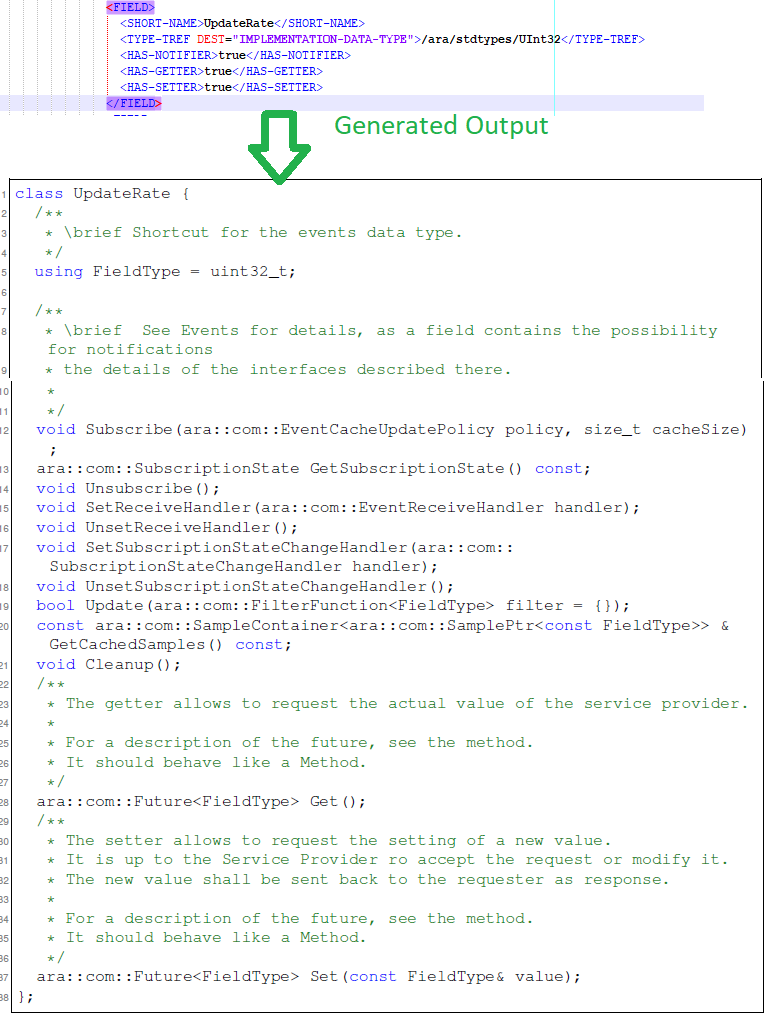 <FIELD>
<SHORT-NAME>UpdateRate</SHORT-NAME>
<TYPE-TREF DEST="IMPLEMENTATION-DATA-TYPE">/ara/stdtypes/UInt32</TYPE-TREF>
<HAS-NOTIFIER>true</HAS-NOTIFIER>
<HAS-GETTER>true</HAS-GETTER>
<HAS-SETTER>true</HAS-SETTER>
</FIELD>
Generated Output
1 class UpdateRate {
2 /**
3 * \brief Shortcut for the events data type.
4 */
5 using FieldType = uint32_t;
6
7 /**
8 * \brief  See Events for details, as a field contains the possibility
for notifications
9 * the details of the interfaces described there.
10 *
11 */
12 void Subscribe(ara::com::EventCacheUpdatePolicy policy, size_t cacheSize)
;
13 ara::com::SubscriptionState GetSubscriptionState() const;
14 void Unsubscribe();
15 void SetReceiveHandler(ara::com::EventReceiveHandler handler);
16 void UnsetReceiveHandler();
17 void SetSubscriptionStateChangeHandler(ara::com::
SubscriptionStateChangeHandler handler);
18 void UnsetSubscriptionStateChangeHandler();
19 bool Update(ara::com::FilterFunction<FieldType> filter = {});
20 const ara::com::SampleContainer<ara::com::SamplePtr<const FieldType>> &
GetCachedSamples() const;
21 void Cleanup();
22 /**
23 * The getter allows to request the actual value of the service provider.
24 *
25 * For a description of the future, see the method.
26 * It should behave like a Method.
27 */
28 ara::com::Future<FieldType> Get();
29 /**
30 * The setter allows to request the setting of a new value.
31 * It is up to the Service Provider ro accept the request or modify it.
32 * The new value shall be sent back to the requester as response.
33 *
34 * For a description of the future, see the method.
35 * It should behave like a Method.
36 */
37 ara::com::Future<FieldType> Set(const FieldType& value);
38 };